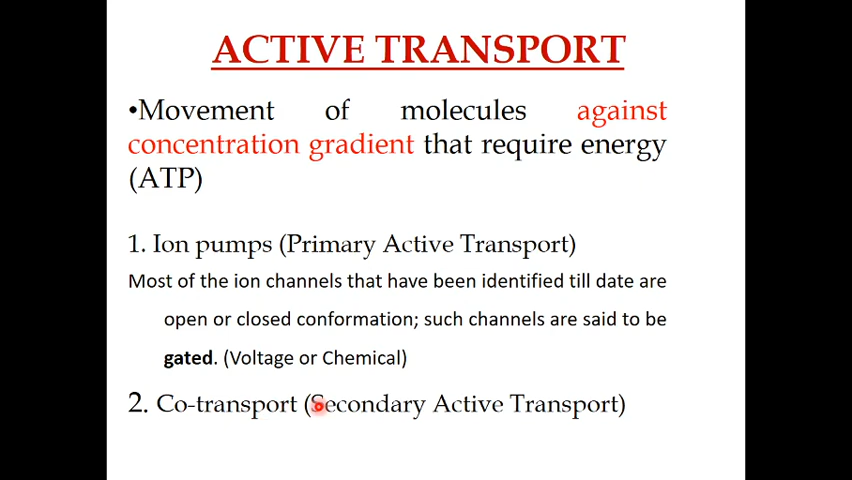 ACTIVE TRANSPORT
•Movement of molecules against
concentration gradient that require energy
(ATP)
1. Ion pumps (Primary Active Transport)
Most of the ion channels that have been identified till date are
open or closed conformation; such channels are said to be
gated. (Voltage or Chemical)
2. Co-transport (Secondary Active Transport)